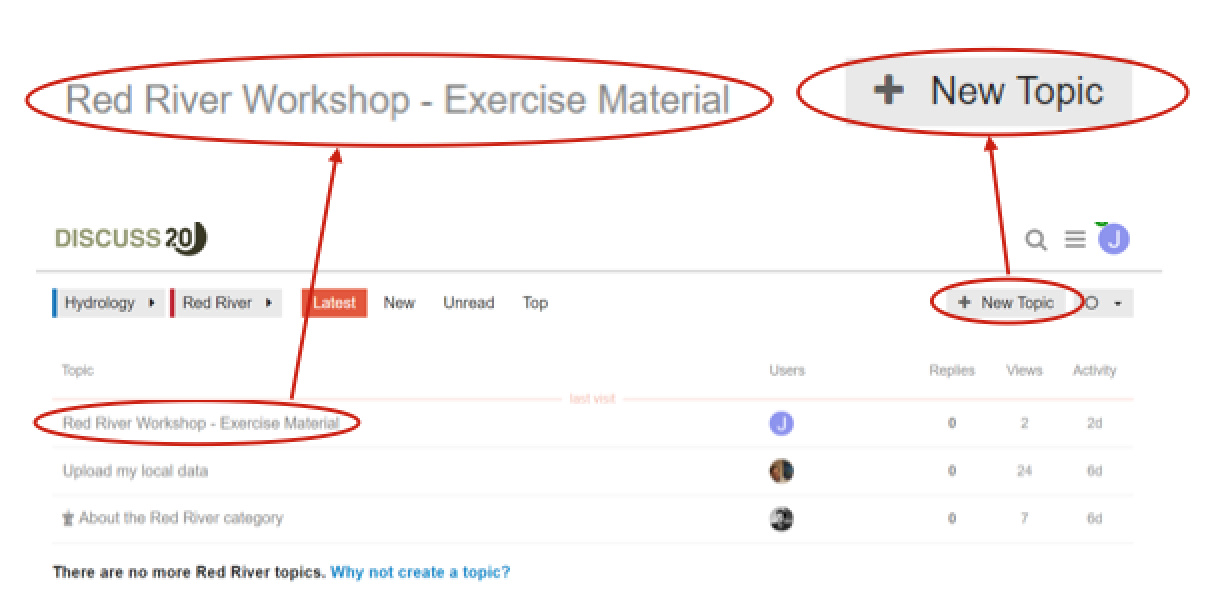 Red River Workshop - Exercise Material
+ New Topic
DISCUSS 20
J
Hydrology Red River Latest New Unread Top + New Topic
Topic Users Replies Views Activity
last visit
Red River Workshop - Exercise Material J 0 2 2d
Upload my local data 0 24 6d
About the Red River category 0 7 6d
There are no more Red River topics. Why not create a topic?